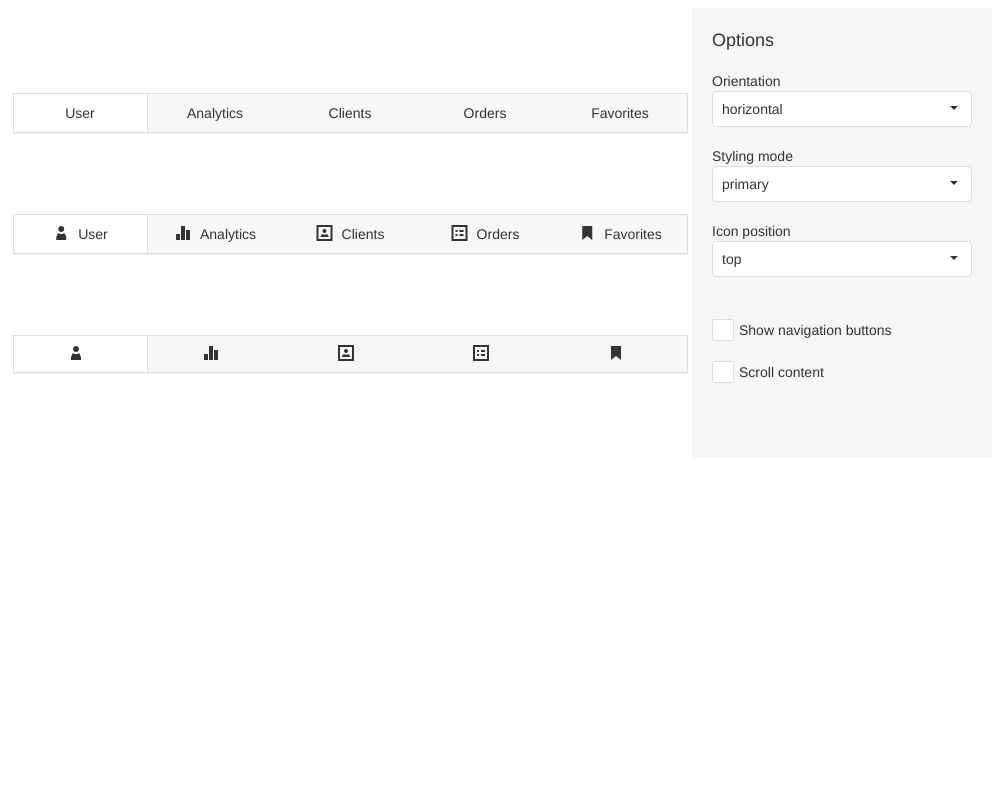 User Analytics Clients Orders Favorites
User Analytics Clients Orders Favorites
Options
Orientation
horizontal
Styling mode
primary
Icon position
top
Show navigation buttons
Scroll content